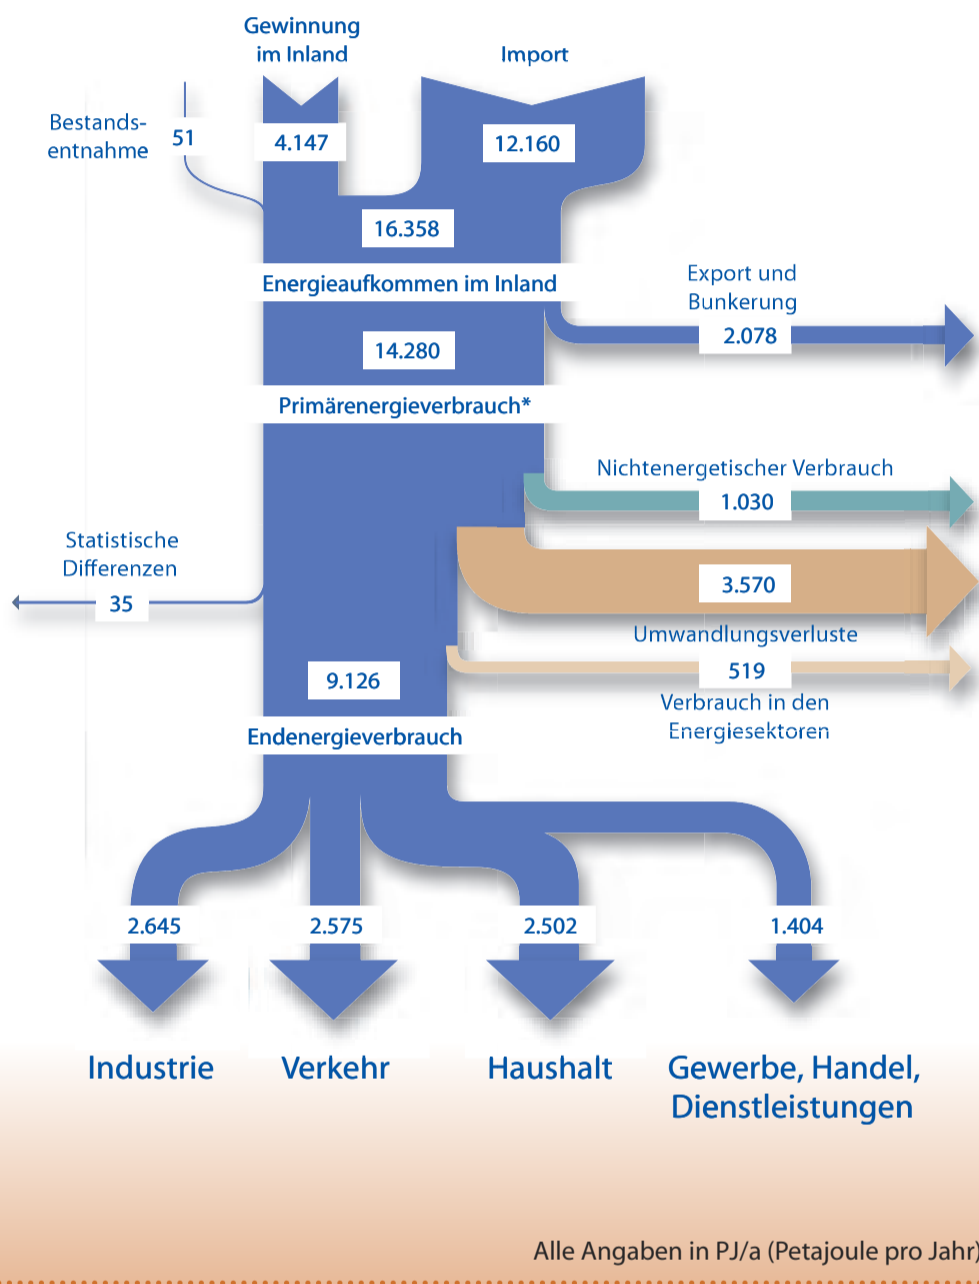 Gewinnung
im Inland
Import
Bestands-
entnahme
51
4.147
12.160
16.358
Energieaufkommen im Inland
Export und
Bunkerung
2.078
14.280
Primärenergieverbrauch*
Nichtenergetischer Verbrauch
1.030
Statistische
Differenzen
35
3.570
Umwandlungsverluste
519
Verbrauch in den
Energiesektoren
9.126
Endenergieverbrauch
2.645
2.575
2.502
1.404
Industrie
Verkehr
Haushalt
Gewerbe, Handel,
Dienstleistungen
Alle Angaben in PJ/a (Petajoule pro Jahr)